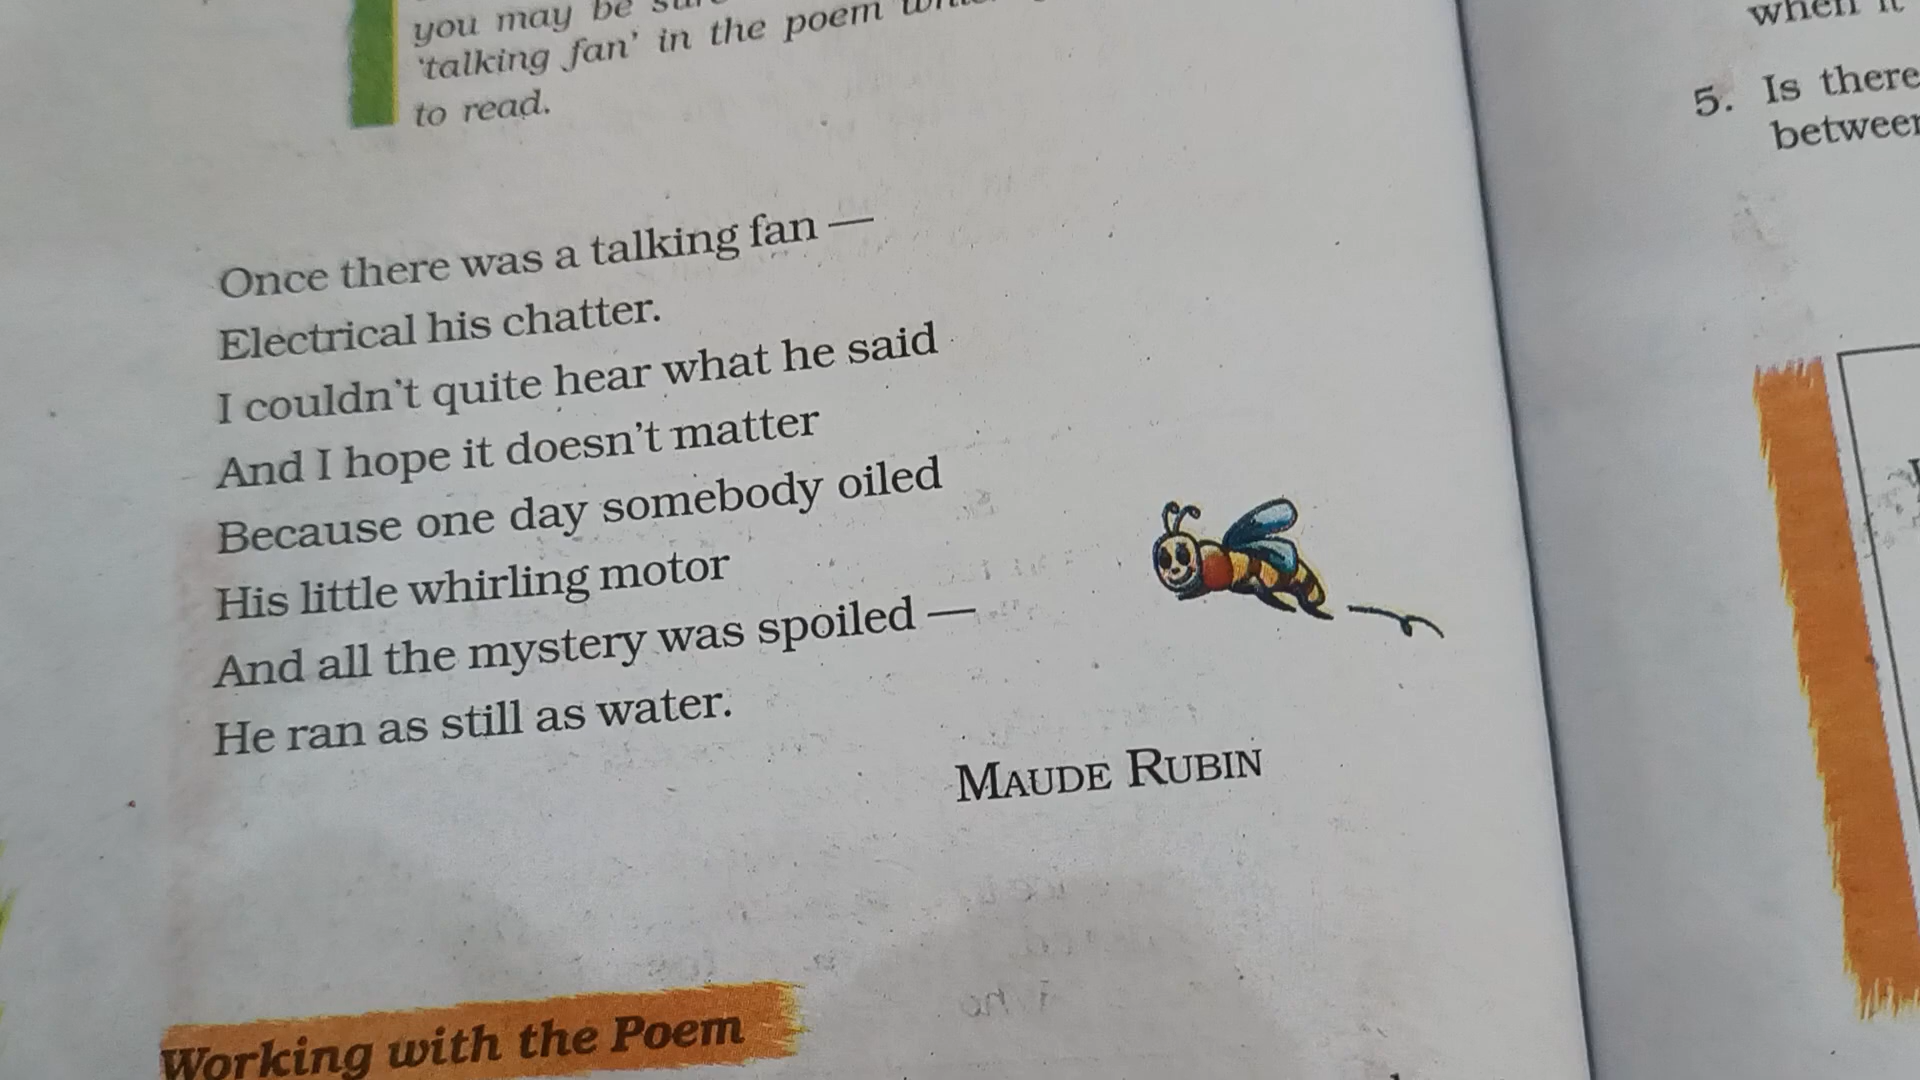 you may be
'talking fan' in the poem
to read.
Once there was a talking fan —
Electrical his chatter.
I couldn't quite hear what he said
And I hope it doesn't matter
Because one day somebody oiled
His little whirling motor
And all the mystery was spoiled —
He ran as still as water.
MAUDE RUBIN
Working with the Poem
when it
5. Is there
between